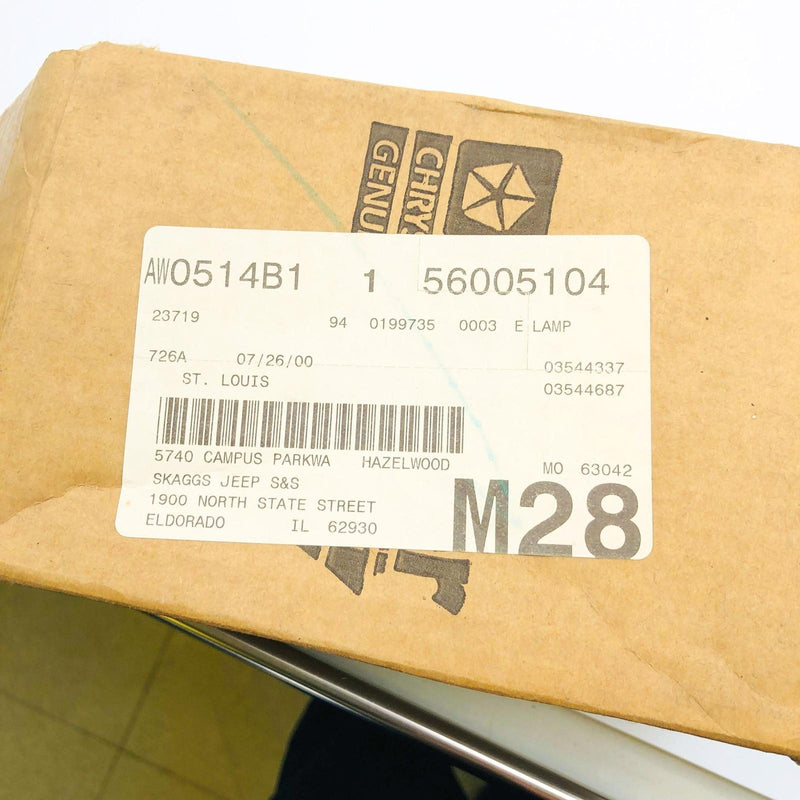 CHRYS
GENU
AW0514B1 1 56005104
23719 94 0199735 0003 E LAMP
726A 07/26/00 03544337
ST. LOUIS 03544687
5740 CAMPUS PARKWA HAZELWOOD MO 63042
SKAGGS JEEP S&S
1900 NORTH STATE STREET
ELDORADO IL 62930
M28